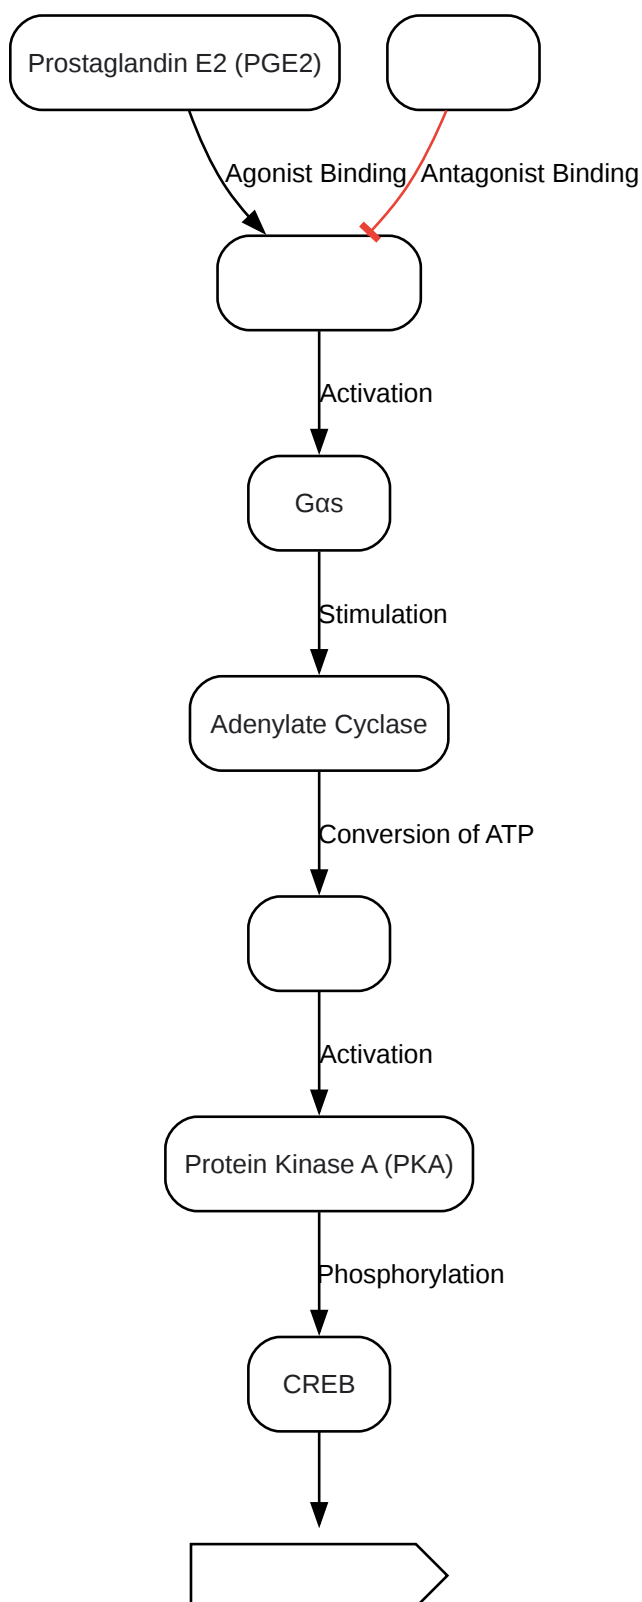 Prostaglandin E2 (PGE2)
Agonist Binding
Antagonist Binding
Activation
Gαs
Stimulation
Adenylate Cyclase
Conversion of ATP
Activation
Protein Kinase A (PKA)
Phosphorylation
CREB